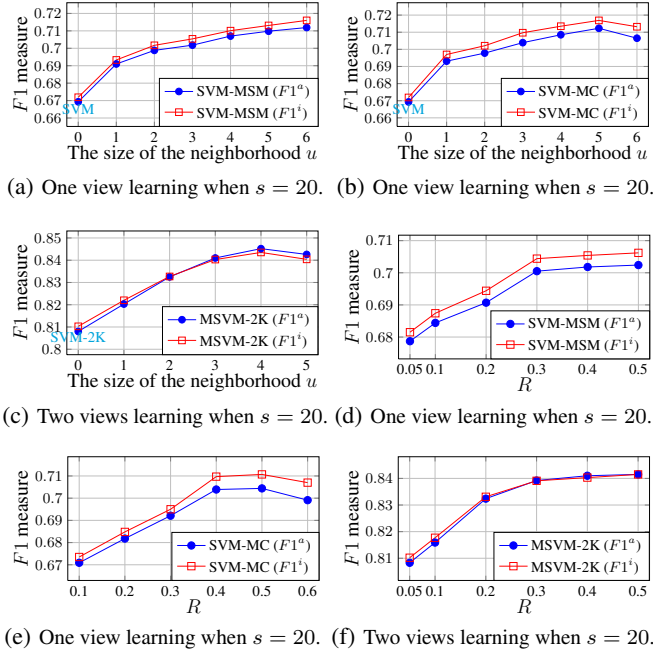 0.72
0.71
0.7
0.69
0.68
0.67
0.66
F1 measure
SVM
SVM-MSM (F1^a)
SVM-MSM (F1^i)
0 1 2 3 4 5 6
The size of the neighborhood u
(a) One view learning when s = 20.
0.72
0.71
0.7
0.69
0.68
0.67
0.66
F1 measure
SVM
SVM-MC (F1^a)
SVM-MC (F1^i)
0 1 2 3 4 5 6
The size of the neighborhood u
(b) One view learning when s = 20.
0.85
0.84
0.83
0.82
0.81
0.8
F1 measure
SVM-2K
MSVM-2K (F1^a)
MSVM-2K (F1^i)
0 1 2 3 4 5
The size of the neighborhood u
(c) Two views learning when s = 20.
0.71
0.7
0.69
0.68
F1 measure
SVM-MSM (F1^a)
SVM-MSM (F1^i)
0.05 0.1 0.2 0.3 0.4 0.5
R
(d) One view learning when s = 20.
0.71
0.7
0.69
0.68
0.67
F1 measure
SVM-MC (F1^a)
SVM-MC (F1^i)
0.1 0.2 0.3 0.4 0.5 0.6
R
(e) One view learning when s = 20.
0.84
0.83
0.82
0.81
F1 measure
MSVM-2K (F1^a)
MSVM-2K (F1^i)
0.05 0.1 0.2 0.3 0.4 0.5
R
(f) Two views learning when s = 20.